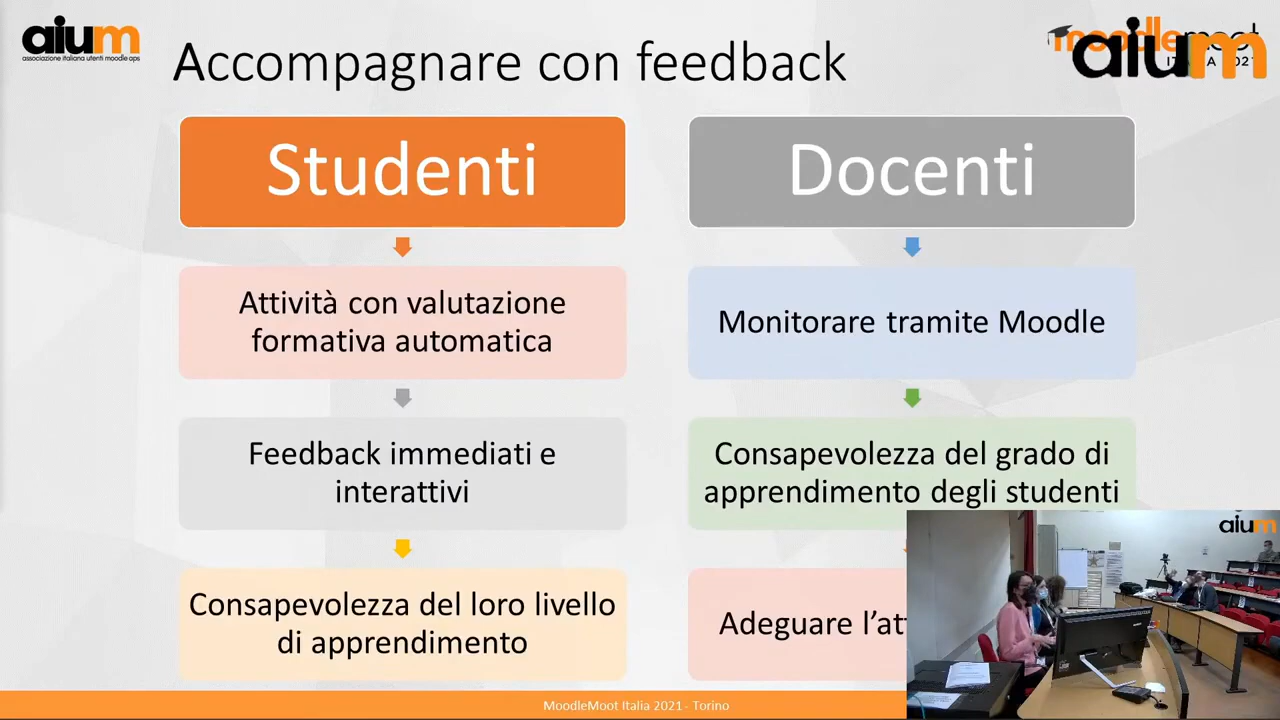 aium
associazione italiana utenti moodle aps
Accompagnare con feedback
aium
Studenti
Docenti
Attività con valutazione
formativa automatica
Monitorare tramite Moodle
Feedback immediati e
interattivi
Consapevolezza del grado di
apprendimento degli studenti
aium
Consapevolezza del loro livello
di apprendimento
Adeguare
MoodleMoot Italia 2021 - Torino